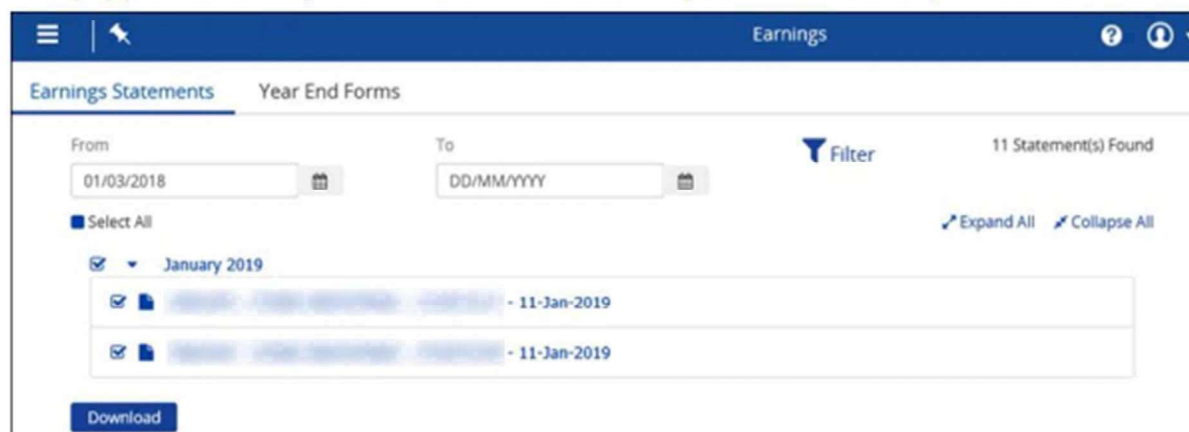 Earnings
Earnings Statements Year End Forms
From To Filter 11 Statement(s) Found
01/03/2018 DD/MM/YYYY
Select All Expand All Collapse All
January 2019
- 11-Jan-2019
- 11-Jan-2019
Download